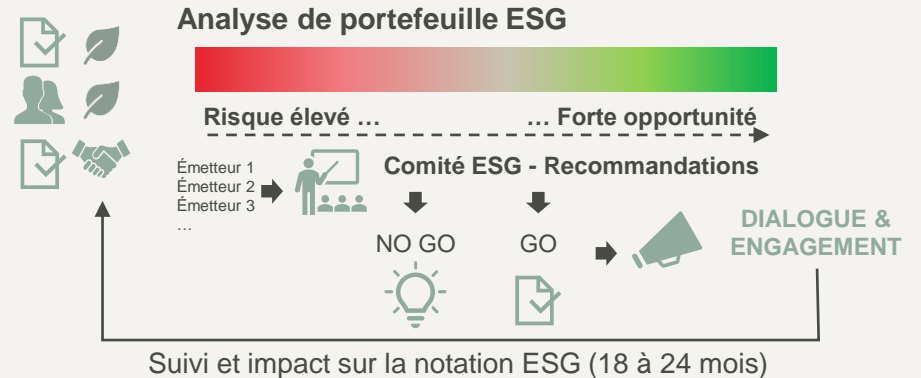 Analyse de portefeuille ESG
Risque élevé …
… Forte opportunité
Émetteur 1
Émetteur 2
Émetteur 3
…
Comité ESG - Recommandations
NO GO
GO
DIALOGUE &
ENGAGEMENT
Suivi et impact sur la notation ESG (18 à 24 mois)